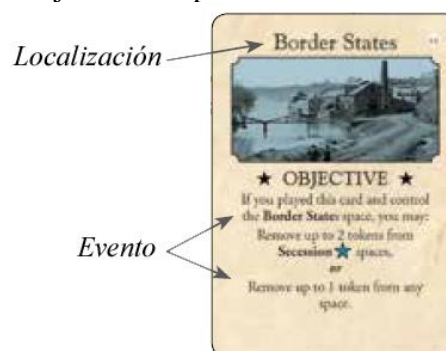 Localización
Border States
★ OBJECTIVE ★
If you played this card and control
the Border States space, you may:
Remove up to 2 tokens from
Secession ★ spaces,
or
Remove up to 1 token from any
space.
Evento